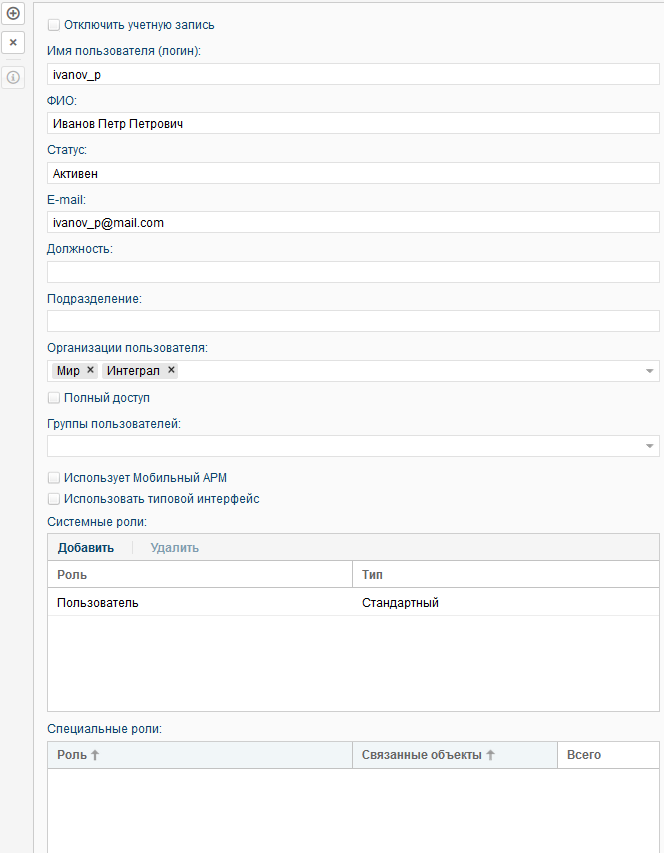 Отключить учетную запись
Имя пользователя (логин):
ivanov_p
ФИО:
Иванов Петр Петрович
Статус:
Активен
E-mail:
ivanov_p@mail.com
Должность:
Подразделение:
Организации пользователя:
Мир Интеграл
Полный доступ
Группы пользователей:
Использует Мобильный АРМ
Использовать типовой интерфейс
Системные роли:
Добавить Удалить
Роль Тип
Пользователь Стандартный
Специальные роли:
Роль Связанные объекты Всего